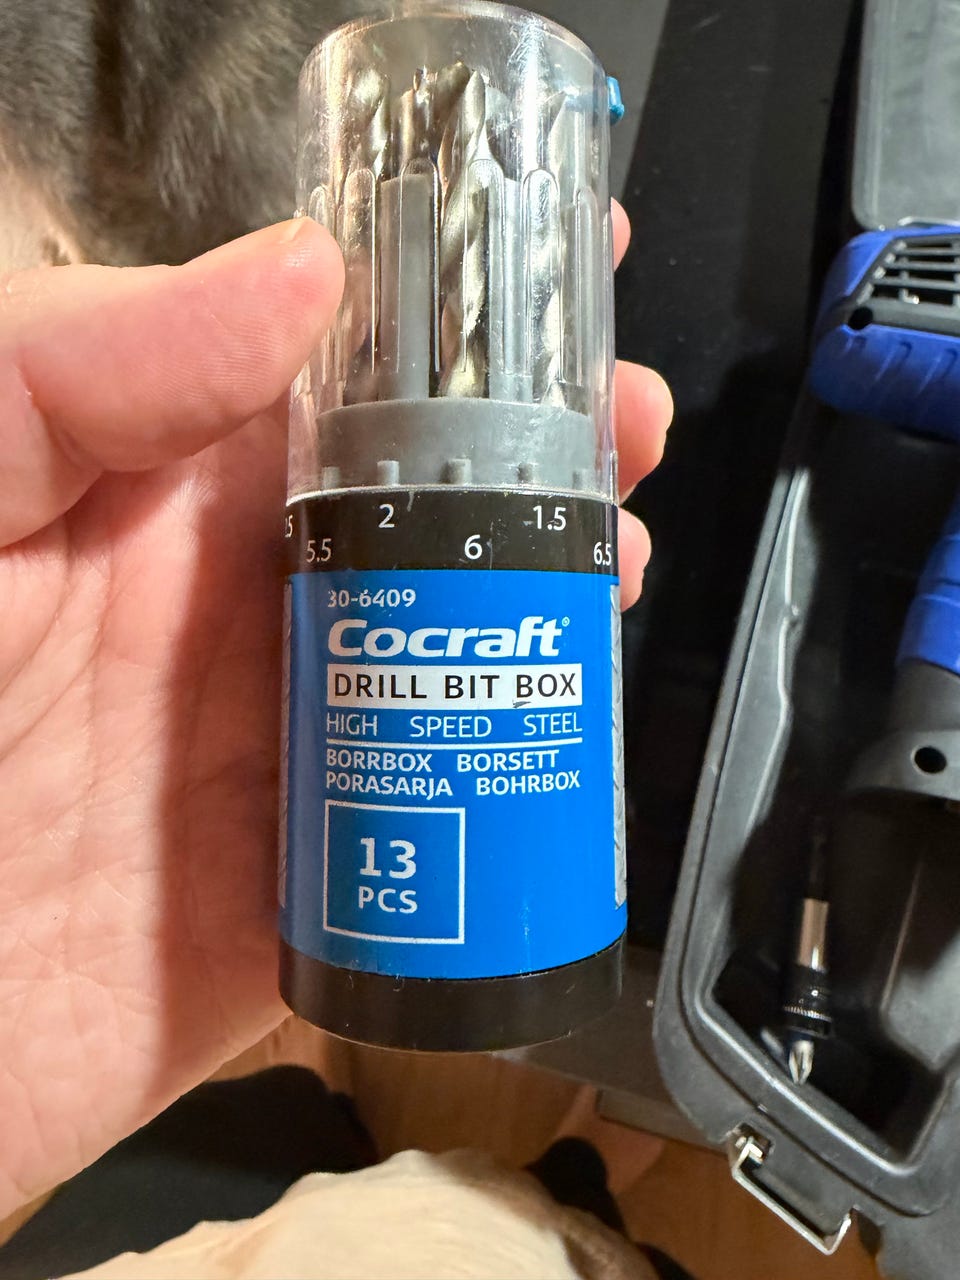 2 1.5
5.5 6 6.5
30-6409
Cocraft®
DRILL BIT BOX
HIGH SPEED STEEL
BORRBOX BORSETT
PORASARJA BOHRBOX
13
PCS